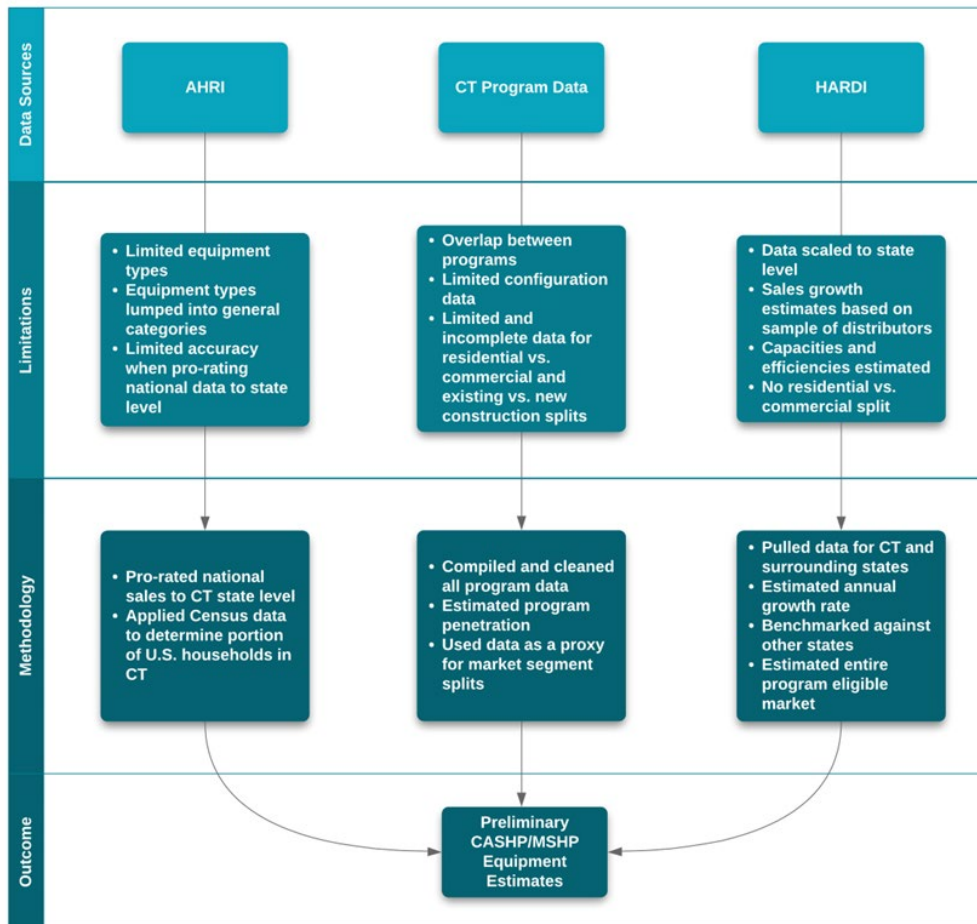 Data Sources
AHRI
CT Program Data
HARDI
Limitations
• Limited equipment
types
• Equipment types
lumped into general
categories
• Limited accuracy
when pro-rating
national data to state
level
• Overlap between
programs
• Limited configuration
data
• Limited and
incomplete data for
residential vs.
commercial and
existing vs. new
construction splits
• Data scaled to state
level
• Sales growth
estimates based on
sample of distributors
• Capacities and
efficiencies estimated
• No residential vs.
commercial split
Methodology
• Pro-rated national
sales to CT state level
• Applied Census data
to determine portion
of U.S. households in
CT
• Compiled and cleaned
all program data
• Estimated program
penetration
• Used data as a proxy
for market segment
splits
• Pulled data for CT and
surrounding states
• Estimated annual
growth rate
• Benchmarked against
other states
• Estimated entire
program eligible
market
Outcome
Preliminary
CASHP/MSHP
Equipment
Estimates